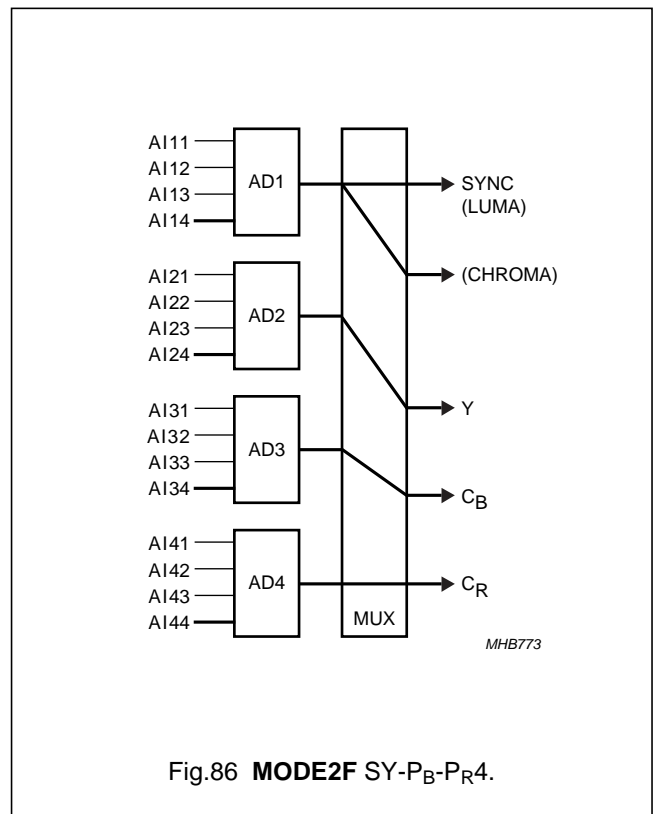 AI11
AI12
AI13
AI14
AD1
SYNC
(LUMA)
(CHROMA)
AI21
AI22
AI23
AI24
AD2
Y
AI31
AI32
AI33
AI34
AD3
CB
AI41
AI42
AI43
AI44
AD4
CR
MUX
MHB773
Fig.86 MODE2F SY-PB-PR4.